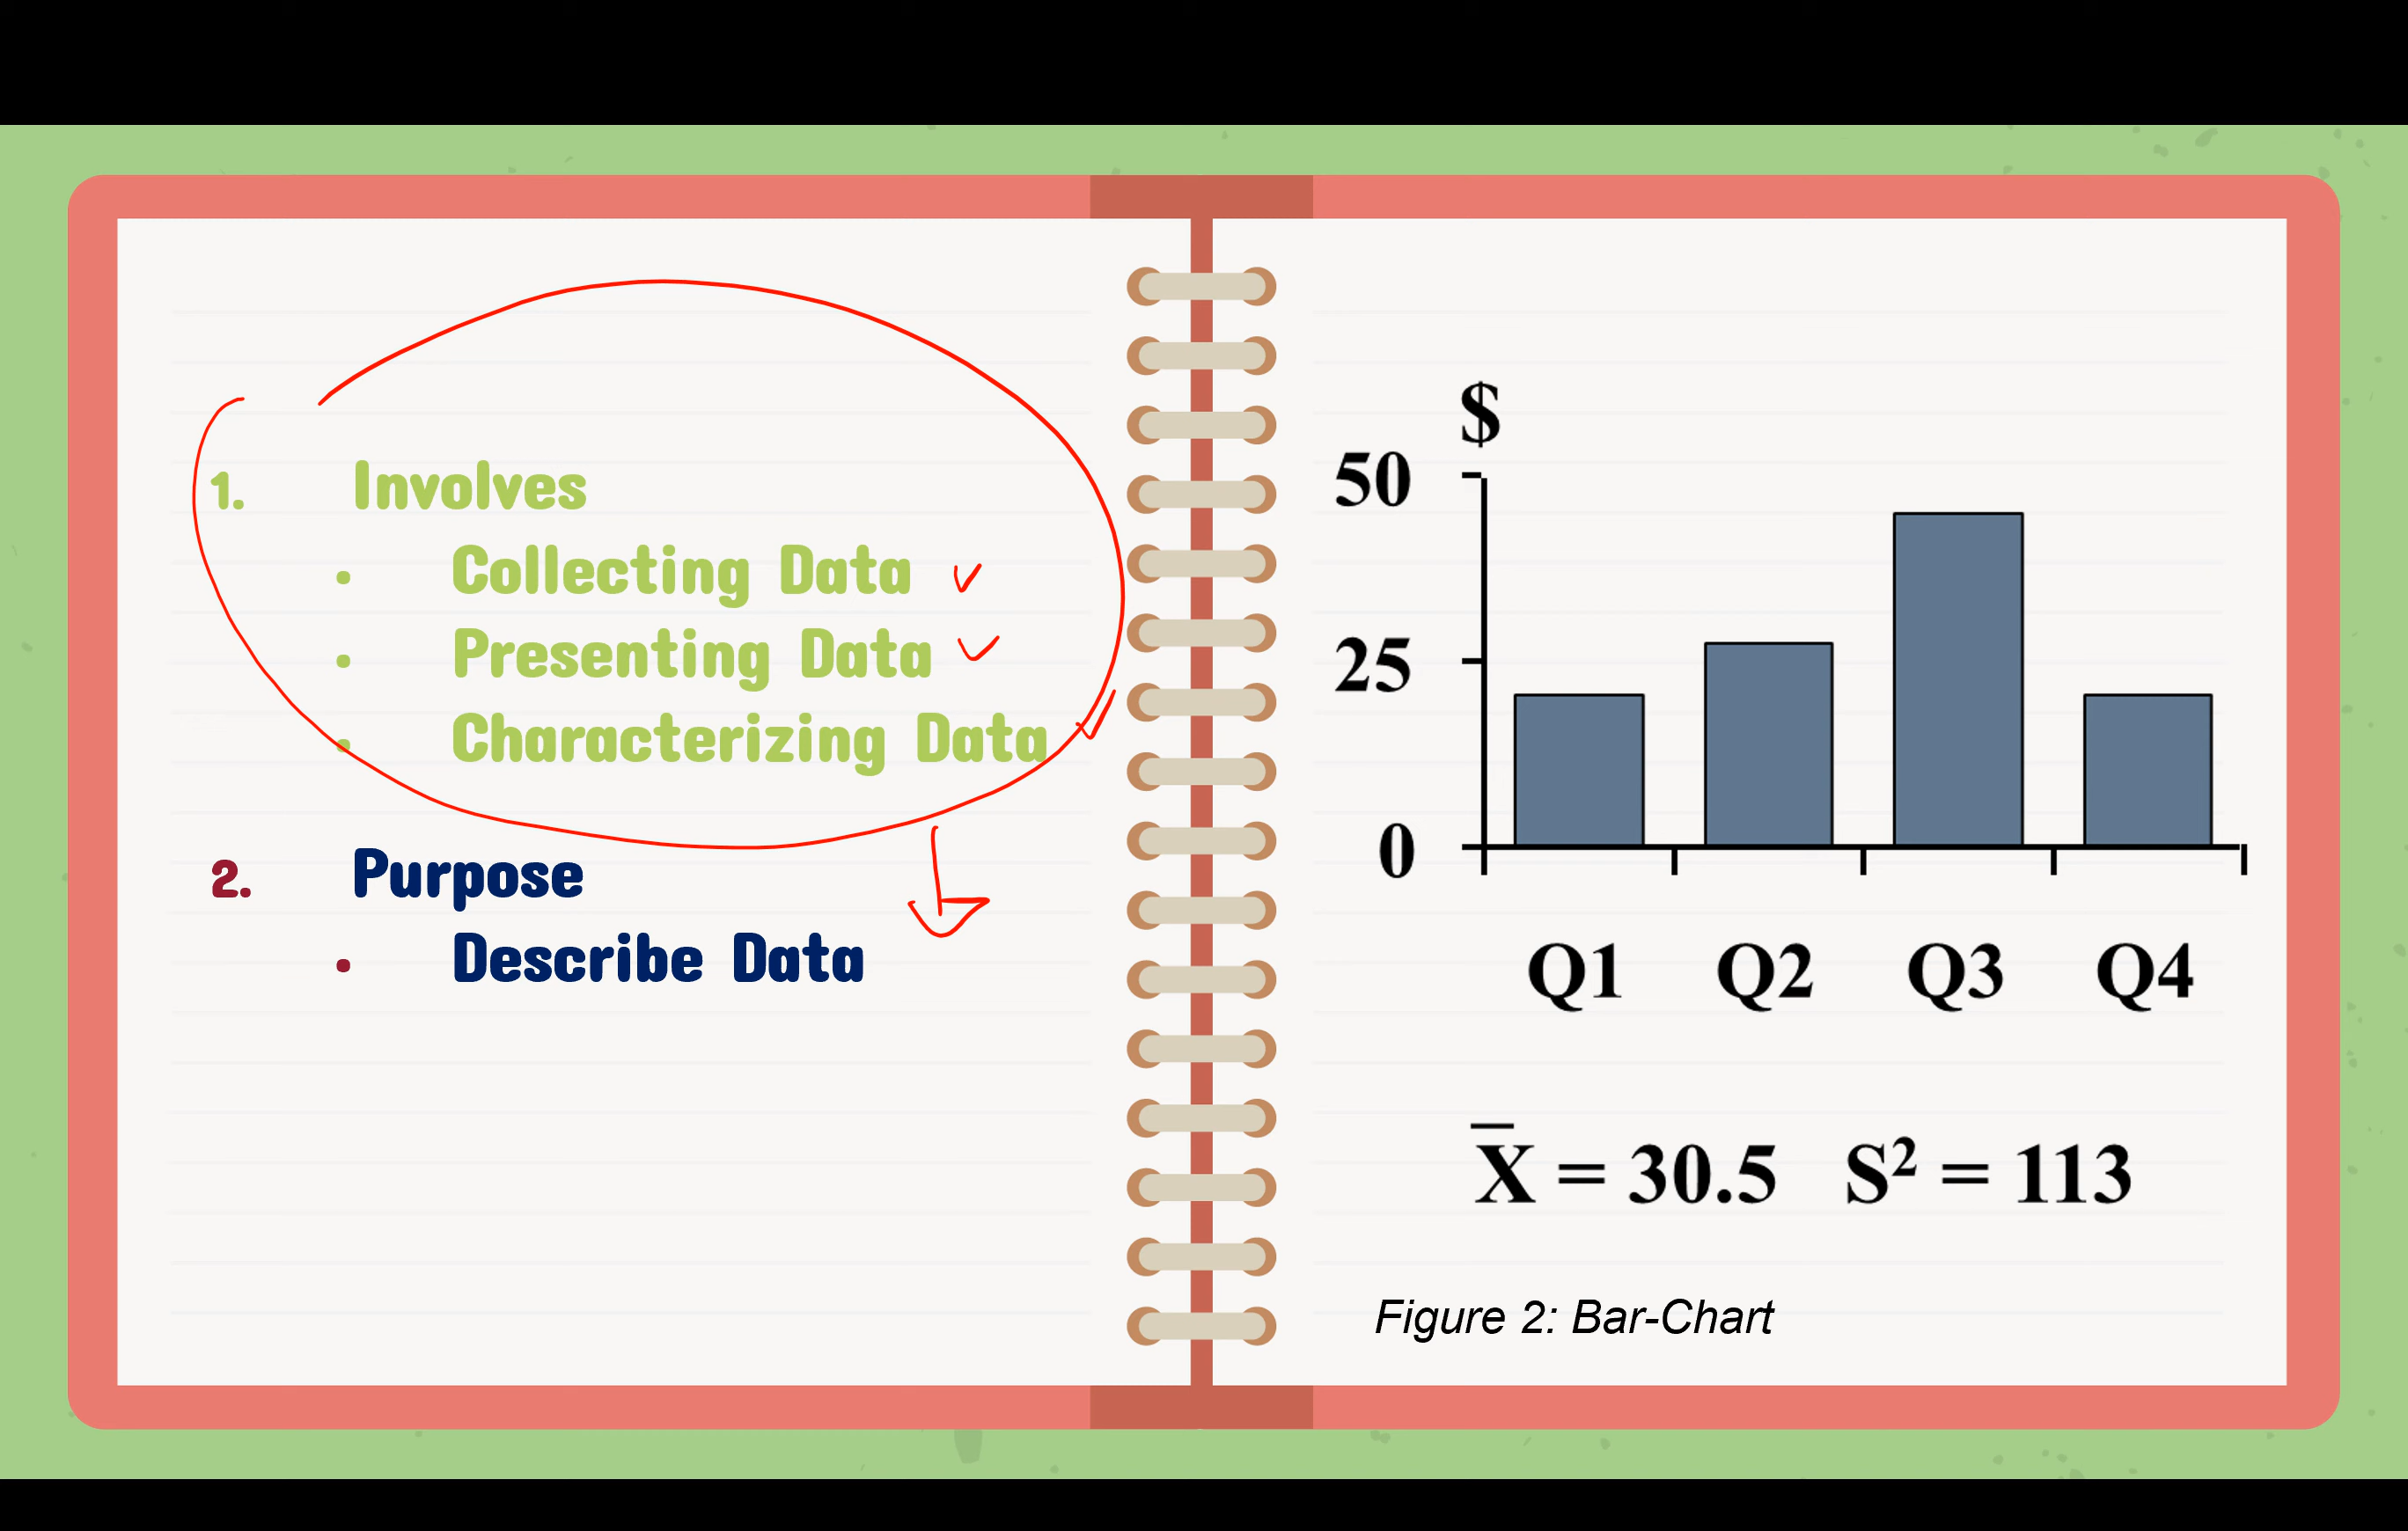 1. Involves
• Collecting Data
• Presenting Data
• Characterizing Data
2. Purpose
• Describe Data
$
50
25
0
Q1 Q2 Q3 Q4
X̅ = 30.5 S² = 113
Figure 2: Bar-Chart